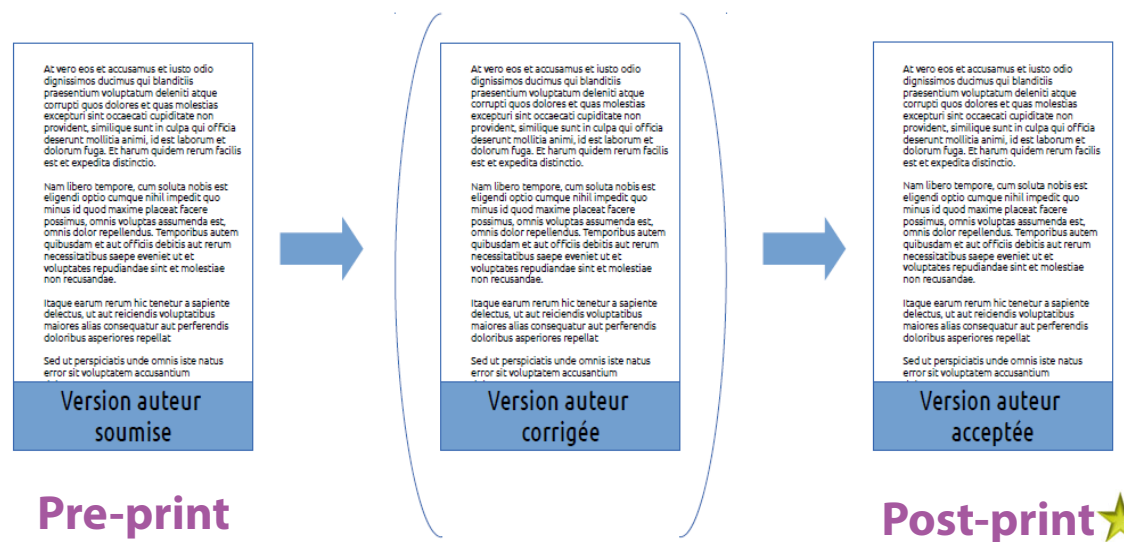 At vero eos et accusamus et iusto odio
dignissimos ducimus qui blanditiis
praesentium voluptatum deleniti atque
corrupti quos dolores et quas molestias
excepturi sint occaecati cupiditate non
provident, similique sunt in culpa qui officia
deserunt mollitia animi, id est laborum et
dolorum fuga. Et harum quidem rerum facilis
est et expedita distinctio.
Nam libero tempore, cum soluta nobis est
eligendi optio cumque nihil impedit quo
minus id quod maxime placeat facere
possimus, omnis voluptas assumenda est,
omnis dolor repellendus. Temporibus autem
quibusdam et aut officiis debitis aut rerum
necessitatibus saepe eveniet ut et
voluptates repudiandae sint et molestiae
non recusandae.
Itaque earum rerum hic tenetur a sapiente
delectus, ut aut reiciendis voluptatibus
maiores alias consequatur aut perferendis
doloribus asperiores repellat
Sed ut perspiciatis unde omnis iste natus
error sit voluptatem accusantium
Version auteur
soumise
Pre-print
At vero eos et accusamus et iusto odio
dignissimos ducimus qui blanditiis
praesentium voluptatum deleniti atque
corrupti quos dolores et quas molestias
excepturi sint occaecati cupiditate non
provident, similique sunt in culpa qui officia
deserunt mollitia animi, id est laborum et
dolorum fuga. Et harum quidem rerum facilis
est et expedita distinctio.
Nam libero tempore, cum soluta nobis est
eligendi optio cumque nihil impedit quo
minus id quod maxime placeat facere
possimus, omnis voluptas assumenda est,
omnis dolor repellendus. Temporibus autem
quibusdam et aut officiis debitis aut rerum
necessitatibus saepe eveniet ut et
voluptates repudiandae sint et molestiae
non recusandae.
Itaque earum rerum hic tenetur a sapiente
delectus, ut aut reiciendis voluptatibus
maiores alias consequatur aut perferendis
doloribus asperiores repellat
Sed ut perspiciatis unde omnis iste natus
error sit voluptatem accusantium
Version auteur
corrigée
At vero eos et accusamus et iusto odio
dignissimos ducimus qui blanditiis
praesentium voluptatum deleniti atque
corrupti quos dolores et quas molestias
excepturi sint occaecati cupiditate non
provident, similique sunt in culpa qui officia
deserunt mollitia animi, id est laborum et
dolorum fuga. Et harum quidem rerum facilis
est et expedita distinctio.
Nam libero tempore, cum soluta nobis est
eligendi optio cumque nihil impedit quo
minus id quod maxime placeat facere
possimus, omnis voluptas assumenda est,
omnis dolor repellendus. Temporibus autem
quibusdam et aut officiis debitis aut rerum
necessitatibus saepe eveniet ut et
voluptates repudiandae sint et molestiae
non recusandae.
Itaque earum rerum hic tenetur a sapiente
delectus, ut aut reiciendis voluptatibus
maiores alias consequatur aut perferendis
doloribus asperiores repellat
Sed ut perspiciatis unde omnis iste natus
error sit voluptatem accusantium
Version auteur
acceptée
Post-print